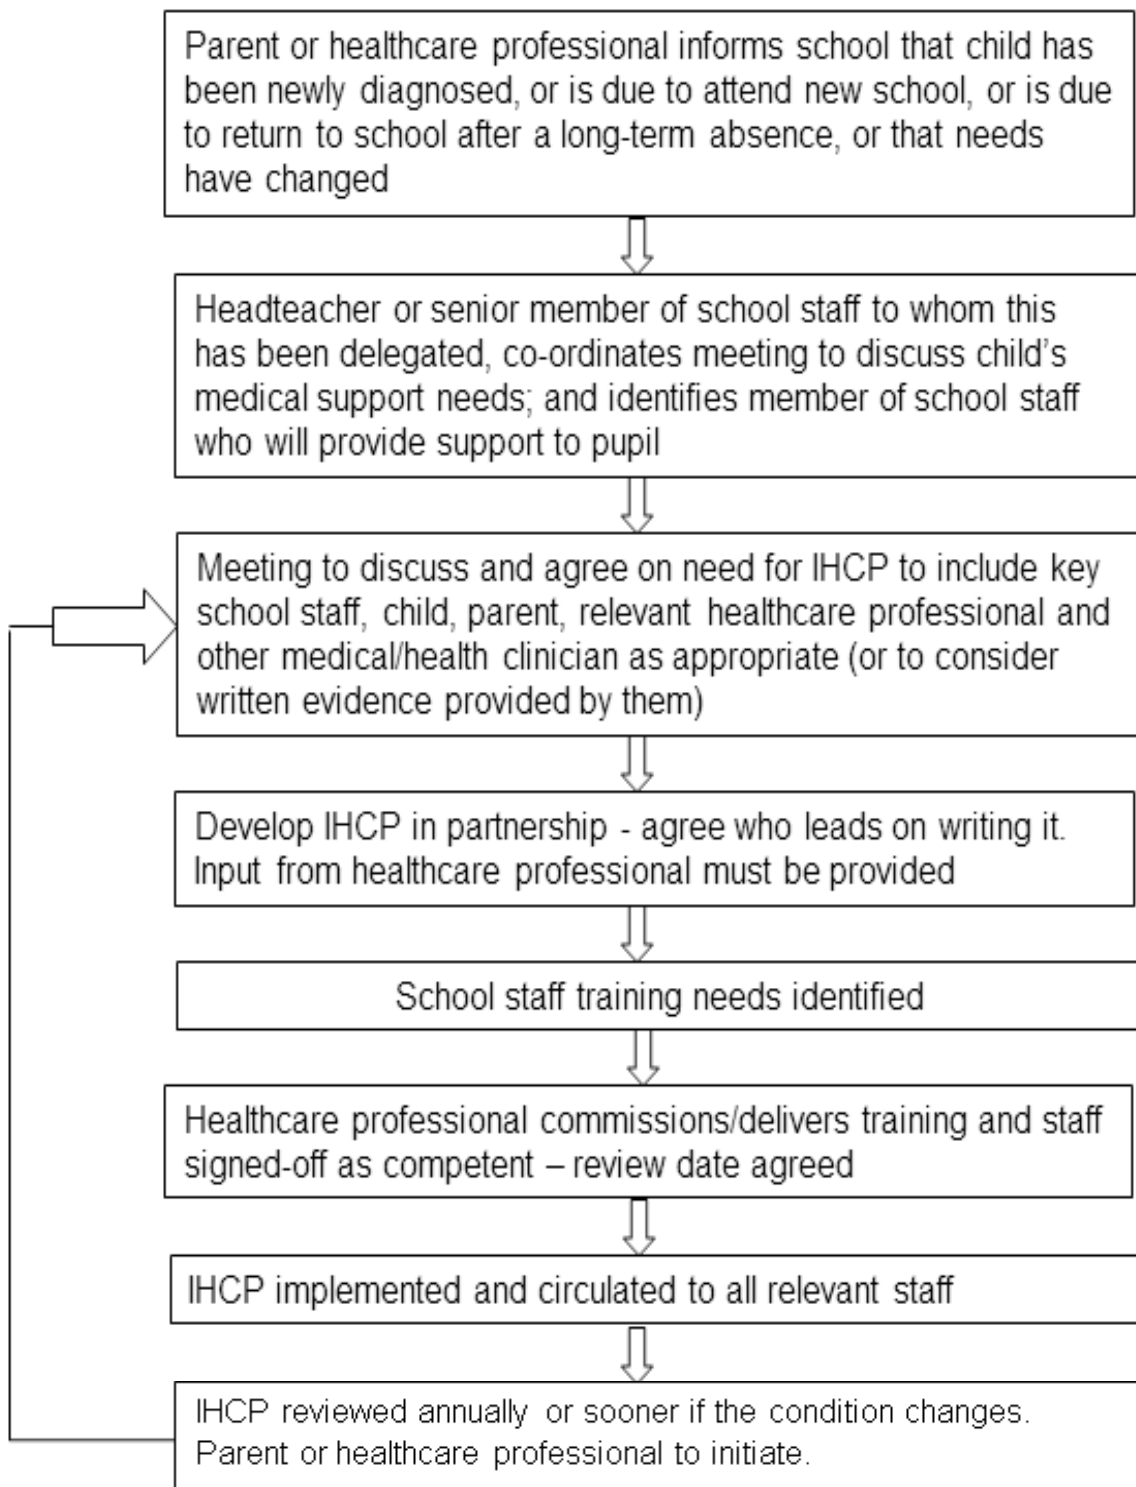 Parent or healthcare professional informs school that child has
been newly diagnosed, or is due to attend new school, or is due
to return to school after a long-term absence, or that needs
have changed
Headteacher or senior member of school staff to whom this
has been delegated, co-ordinates meeting to discuss child's
medical support needs; and identifies member of school staff
who will provide support to pupil
Meeting to discuss and agree on need for IHCP to include key
school staff, child, parent, relevant healthcare professional and
other medical/health clinician as appropriate (or to consider
written evidence provided by them)
Develop IHCP in partnership - agree who leads on writing it.
Input from healthcare professional must be provided
School staff training needs identified
Healthcare professional commissions/delivers training and staff
signed-off as competent – review date agreed
IHCP implemented and circulated to all relevant staff
IHCP reviewed annually or sooner if the condition changes.
Parent or healthcare professional to initiate.